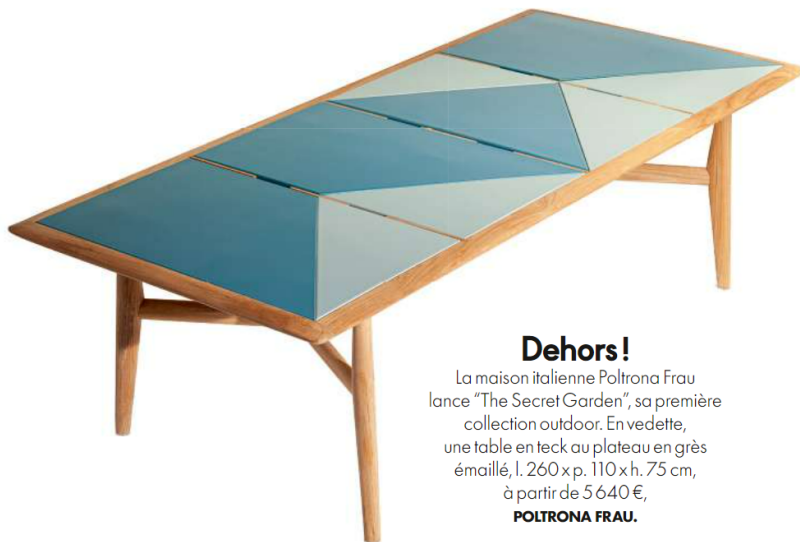 Dehors !
La maison italienne Poltrona Frau
lance “The Secret Garden”, sa première
collection outdoor. En vedette,
une table en teck au plateau en grès
émaillé, l. 260 x p. 110 x h. 75 cm,
à partir de 5 640 €,
POLTRONA FRAU.